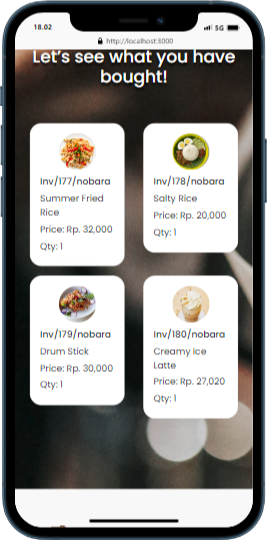 18.02
5G
http://localhost:3000
Let's see what you have
bought!
Inv/177/nobara
Summer Fried
Rice
Price: Rp. 32,000
Qty: 1
Inv/178/nobara
Salty Rice
Price: Rp. 20,000
Qty: 1
Inv/179/nobara
Drum Stick
Price: Rp. 30,000
Qty: 1
Inv/180/nobara
Creamy Ice
Latte
Price: Rp. 27,020
Qty: 1